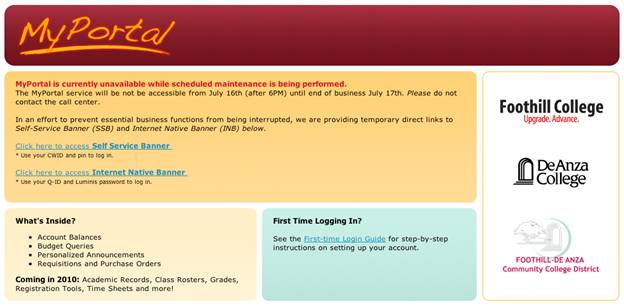 MyPortal
MyPortal is currently unavailable while scheduled maintenance is being performed.
The MyPortal service will be not be accessible from July 16th (after 6PM) until end of business July 17th. Please do not
contact the call center.
In an effort to prevent essential business functions from being interrupted, we are providing temporary direct links to
Self-Service Banner (SSB) and Internet Native Banner (INB) below.
Click here to access Self Service Banner
* Use your CWID and pin to log in.
Click here to access Internet Native Banner
* Use your Q-ID and Luminis password to log in.
What's Inside?
• Account Balances
• Budget Queries
• Personalized Announcements
• Requisitions and Purchase Orders
Coming in 2010: Academic Records, Class Rosters, Grades,
Registration Tools, Time Sheets and more!
First Time Logging In?
See the First-time Login Guide for step-by-step
instructions on setting up your account.
Foothill College
Upgrade. Advance.
DeAnza
College
FOOTHILL-DE ANZA
Community College District